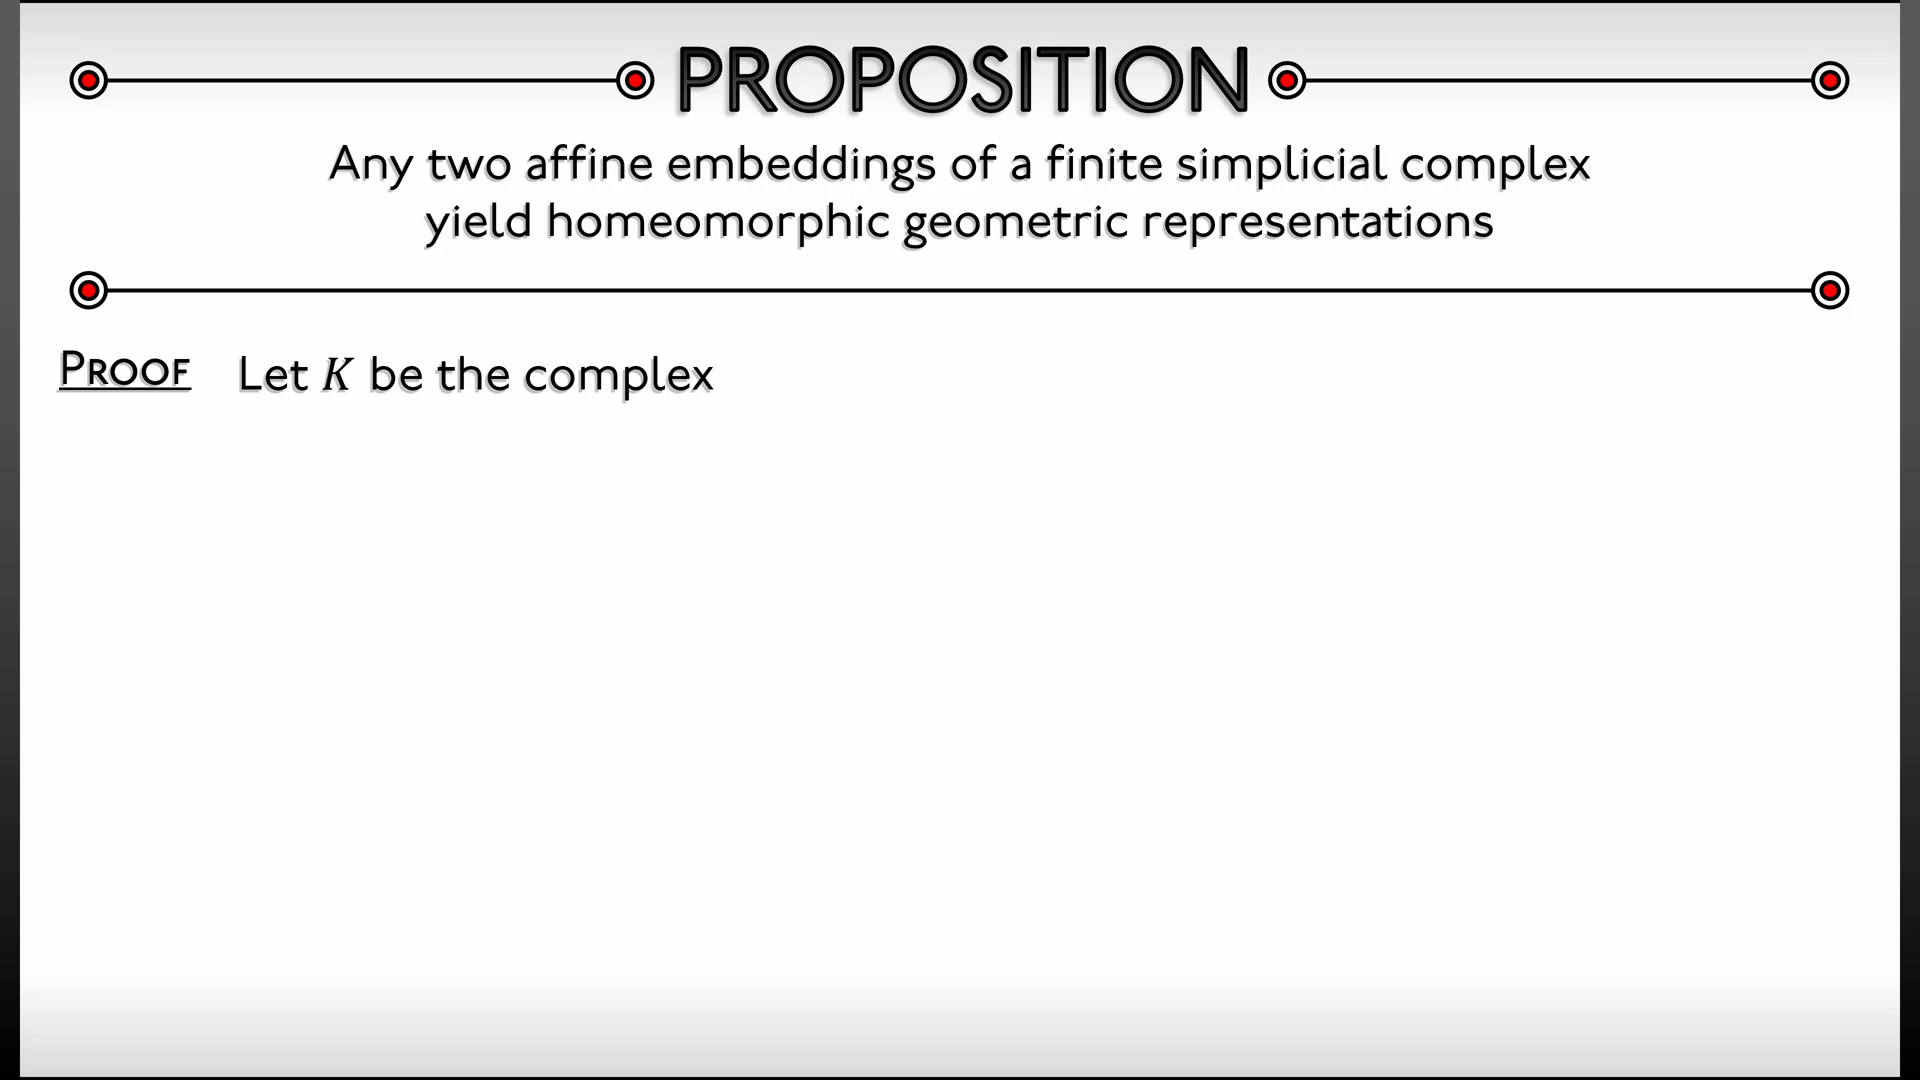 PROPOSITION
Any two affine embeddings of a finite simplicial complex
yield homeomorphic geometric representations
PROOF Let K be the complex